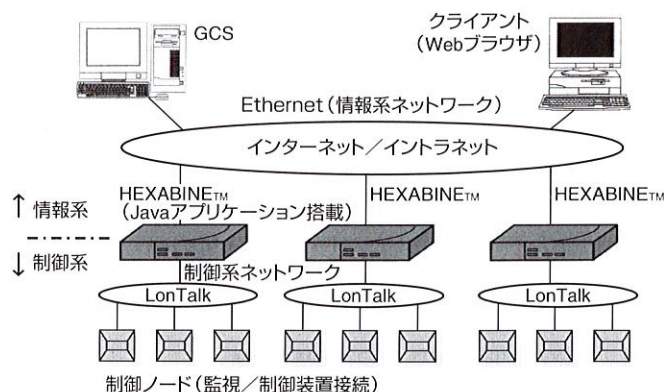 GCS
クライアント
(Webブラウザ)
Ethernet(情報系ネットワーク)
インターネット/イントラネット
HEXABINE™
(Javaアプリケーション搭載)
HEXABINE™
HEXABINE™
↑ 情報系
↓ 制御系
制御系ネットワーク
LonTalk
LonTalk
LonTalk
制御ノード(監視/制御装置接続)